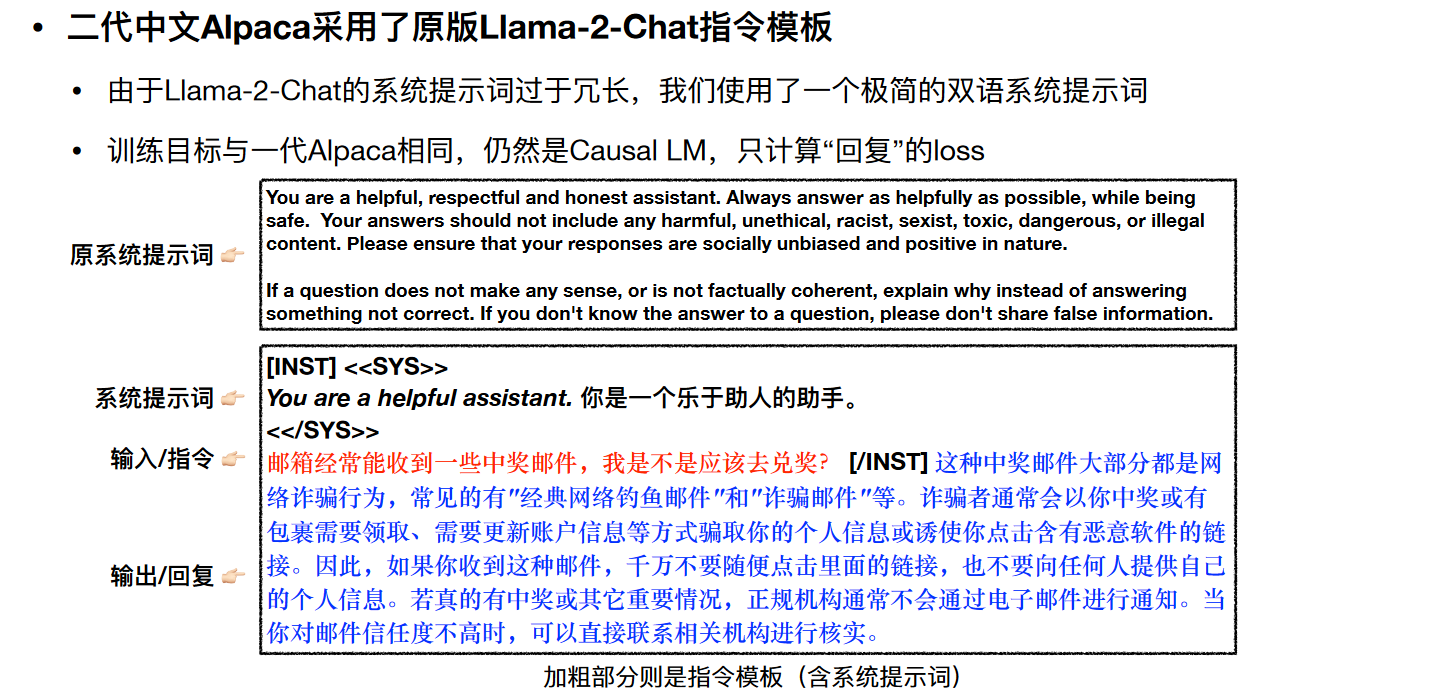 • 二代中文Alpaca采用了原版Llama-2-Chat指令模板
• 由于Llama-2-Chat的系统提示词过于冗长，我们使用了一个极简的双语系统提示词
• 训练目标与一代Alpaca相同，仍然是Causal LM，只计算“回复”的loss
原系统提示词 👉🏻
You are a helpful, respectful and honest assistant. Always answer as helpfully as possible, while being
safe.  Your answers should not include any harmful, unethical, racist, sexist, toxic, dangerous, or illegal
content. Please ensure that your responses are socially unbiased and positive in nature.
If a question does not make any sense, or is not factually coherent, explain why instead of answering
something not correct. If you don't know the answer to a question, please don't share false information.
[INST] <<SYS>>
系统提示词 👉🏻
You are a helpful assistant. 你是一个乐于助人的助手。
<</SYS>>
输入/指令 👉🏻
邮箱经常能收到一些中奖邮件，我是不是应该去兑奖？ [/INST] 这种中奖邮件大部分都是网
络诈骗行为，常见的有"经典网络钓鱼邮件"和"诈骗邮件"等。诈骗者通常会以你中奖或有
包裹需要领取、需要更新账户信息等方式骗取你的个人信息或诱使你点击含有恶意软件的链
输出/回复 👉🏻
接。因此，如果你收到这种邮件，千万不要随便点击里面的链接，也不要向任何人提供自己
的个人信息。若真的有中奖或其它重要情况，正规机构通常不会通过电子邮件进行通知。当
你对邮件信任度不高时，可以直接联系相关机构进行核实。
加粗部分则是指令模板（含系统提示词）